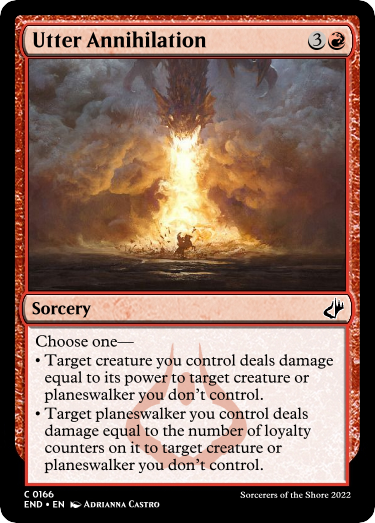 Utter Annihilation 3
Sorcery
Choose one—
• Target creature you control deals damage
equal to its power to target creature or
planeswalker you don't control.
• Target planeswalker you control deals
damage equal to the number of loyalty
counters on it to target creature or
planeswalker you don't control.
C 0166
END • EN Adrianna Castro
Sorcerers of the Shore 2022